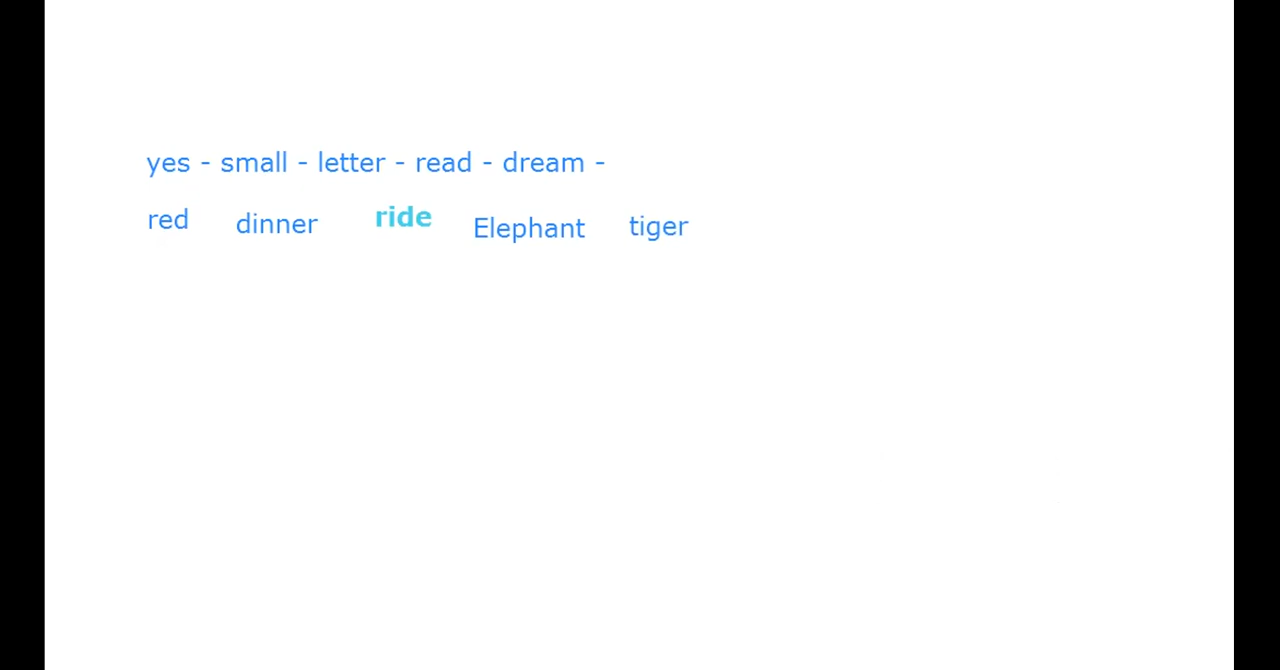 yes - small - letter - read - dream -
red dinner ride Elephant tiger